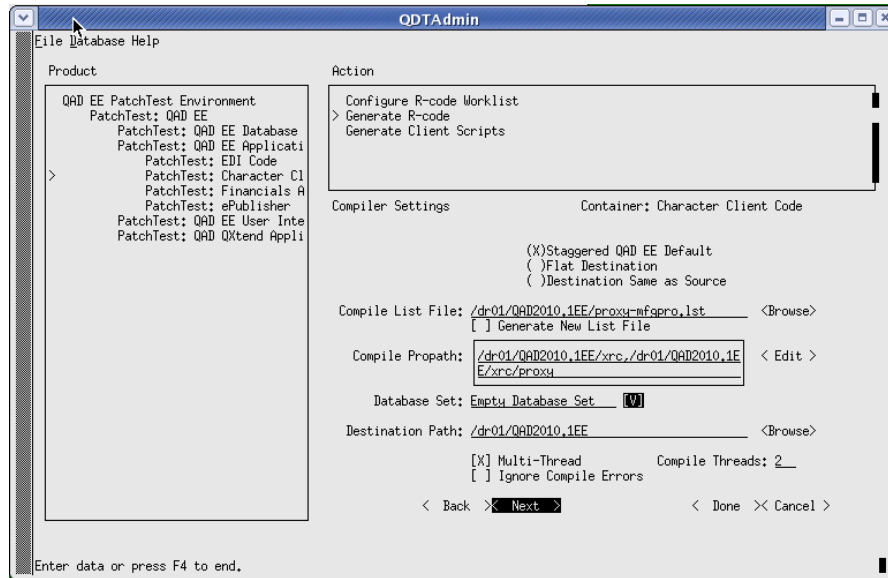 QDTAdmin
File Database Help
Product
QAD EE PatchTest Environment
PatchTest: QAD EE
PatchTest: QAD EE Database
PatchTest: QAD EE Applicati
PatchTest: EDI Code
> PatchTest: Character Cl
PatchTest: Financials A
PatchTest: ePublisher
PatchTest: QAD EE User Inte
PatchTest: QAD QXtend Appli
Action
Configure R-code Worklist
> Generate R-code
Generate Client Scripts
Compiler Settings Container: Character Client Code
(X)Staggered QAD EE Default
( )Flat Destination
( )Destination Same as Source
Compile List File: /dr01/QAD2010.1EE/proxy-mfgpro.lst <Browse>
[ ] Generate New List File
Compile Propath: /dr01/QAD2010.1EE/xrc,/dr01/QAD2010.1E < Edit >
E/xrc/proxy
Database Set: Empty Database Set [V]
Destination Path: /dr01/QAD2010.1EE <Browse>
[X] Multi-Thread Compile Threads: 2
[ ] Ignore Compile Errors
< Back >< Next > < Done >< Cancel >
Enter data or press F4 to end.